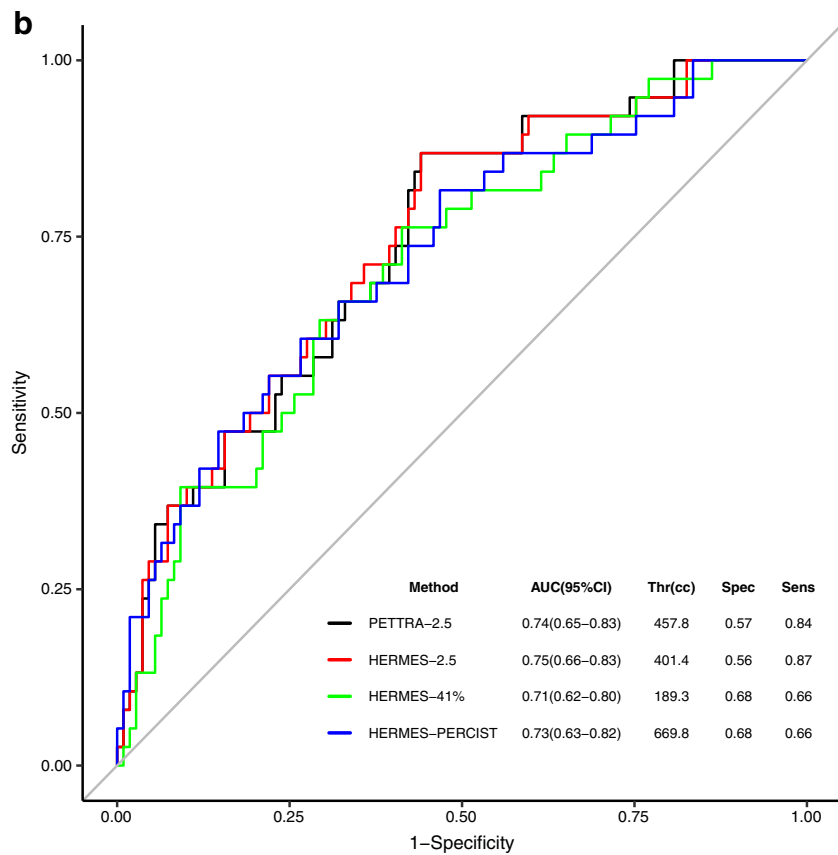 b
1.00
0.75
0.50
0.25
0.00
Sensitivity
Method AUC(95%CI) Thr(cc) Spec Sens
PETTRA−2.5 0.74(0.65−0.83) 457.8 0.57 0.84
HERMES−2.5 0.75(0.66−0.83) 401.4 0.56 0.87
HERMES−41% 0.71(0.62−0.80) 189.3 0.68 0.66
HERMES−PERCIST 0.73(0.63−0.82) 669.8 0.68 0.66
0.00 0.25 0.50 0.75 1.00
1−Specificity